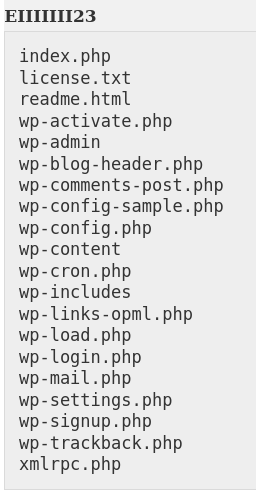 EIIIIIII23
index.php
license.txt
readme.html
wp-activate.php
wp-admin
wp-blog-header.php
wp-comments-post.php
wp-config-sample.php
wp-config.php
wp-content
wp-cron.php
wp-includes
wp-links-opml.php
wp-load.php
wp-login.php
wp-mail.php
wp-settings.php
wp-signup.php
wp-trackback.php
xmlrpc.php